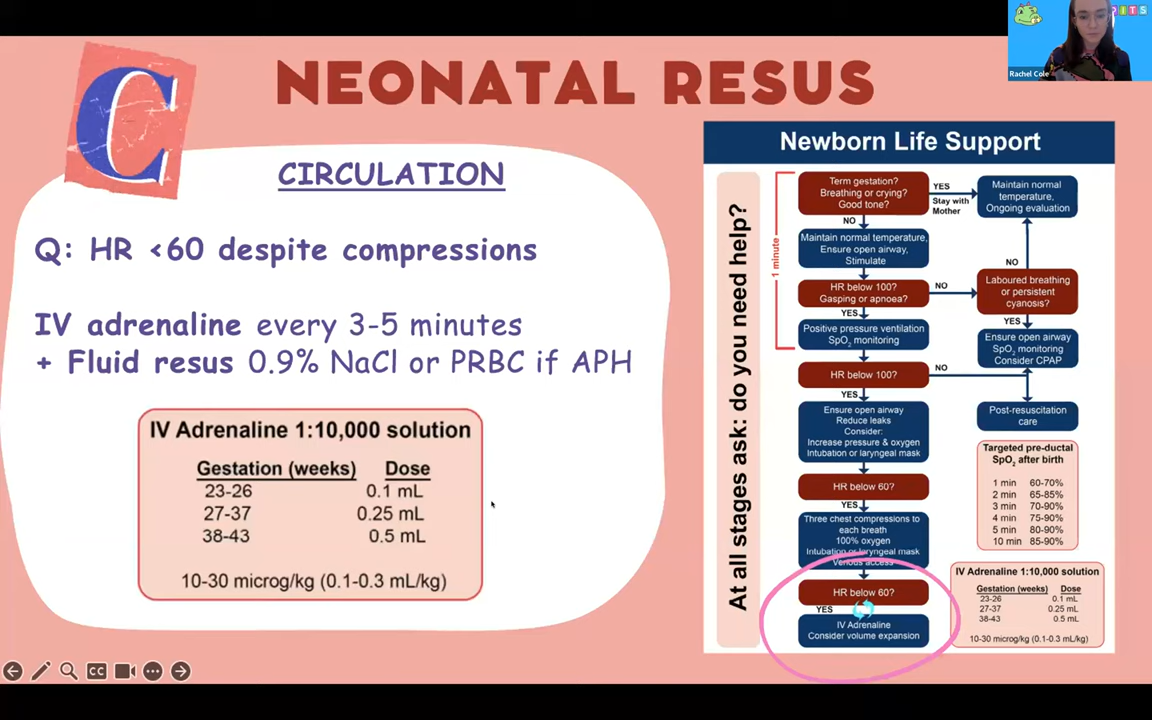 PITS
Rachel Cole
C
NEONATAL RESUS
CIRCULATION
Q: HR <60 despite compressions
IV adrenaline every 3-5 minutes
+ Fluid resus 0.9% NaCl or PRBC if APH
IV Adrenaline 1:10,000 solution
Gestation (weeks) Dose
23-26 0.1 mL
27-37 0.25 mL
38-43 0.5 mL
10-30 microg/kg (0.1-0.3 mL/kg)
Newborn Life Support
At all stages ask: do you need help?
1 minute
Term gestation?
Breathing or crying?
Good tone?
YES
Stay with
Mother
Maintain normal
temperature,
Ongoing evaluation
NO
Maintain normal temperature,
Ensure open airway,
Stimulate
HR below 100?
Gasping or apnoea?
NO
Laboured breathing
or persistent
cyanosis?
NO
YES
YES
Positive pressure ventilation
SpO2 monitoring
Ensure open airway
SpO2 monitoring
Consider CPAP
HR below 100?
NO
YES
Post-resuscitation
care
Ensure open airway
Reduce leaks
Consider:
Increase pressure & oxygen
Intubation or laryngeal mask
HR below 60?
YES
Three chest compressions to
each breath
100% oxygen
Intubation or laryngeal mask
Venous access
HR below 60?
YES
IV Adrenaline
Consider volume expansion
Targeted pre-ductal
SpO2 after birth
1 min 60-70%
2 min 65-85%
3 min 70-90%
4 min 75-90%
5 min 80-90%
10 min 85-90%
IV Adrenaline 1:10,000 solution
Gestation (weeks) Dose
23-26 0.1 mL
27-37 0.25 mL
38-43 0.5 mL
10-30 microg/kg (0.1-0.3 mL/kg)
CC